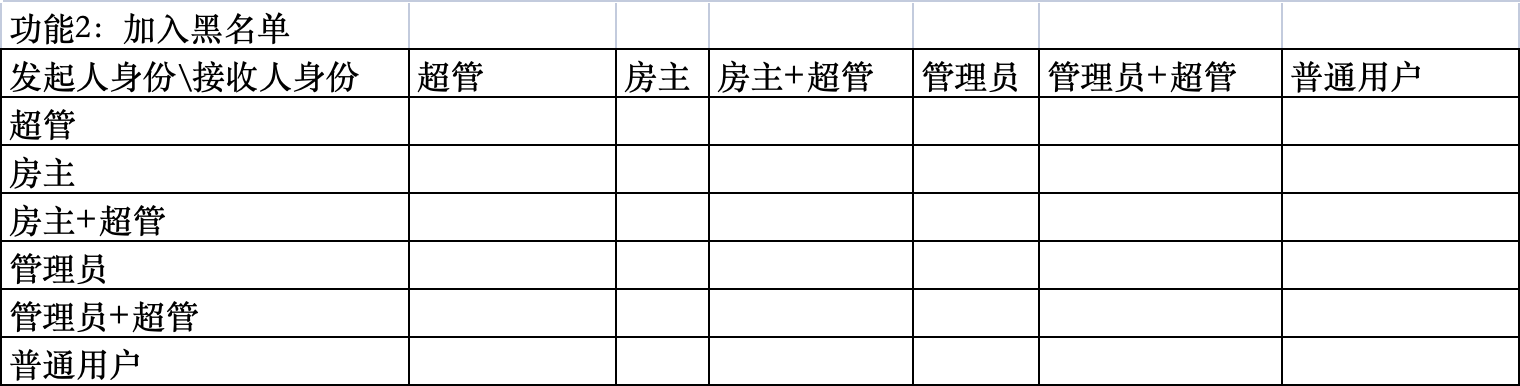 功能2：加入黑名单
发起人身份\接收人身份 超管 房主 房主+超管 管理员 管理员+超管 普通用户
超管
房主
房主+超管
管理员
管理员+超管
普通用户